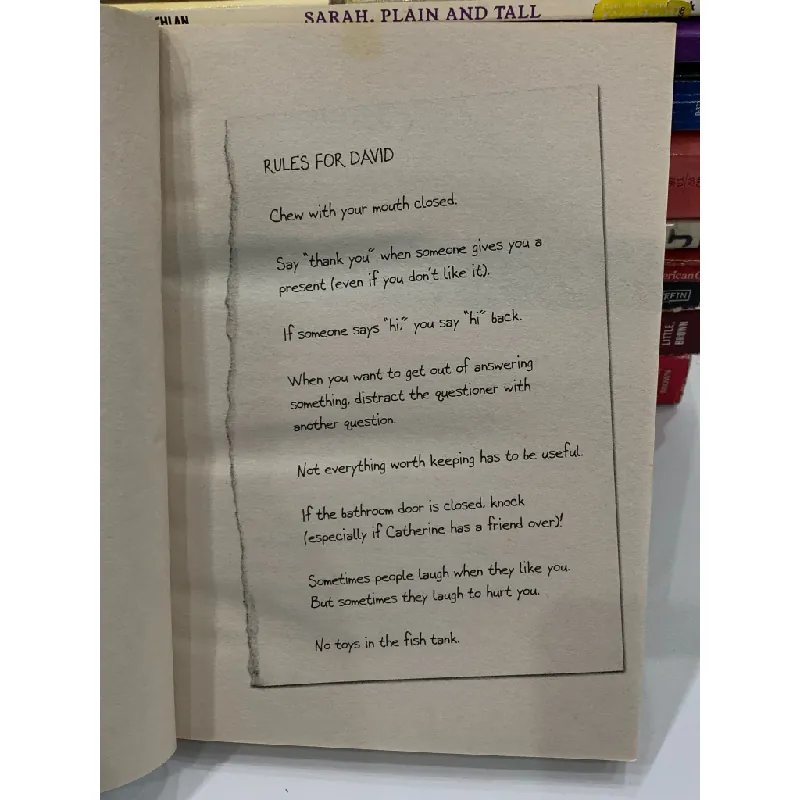 SARAH, PLAIN AND TALL
RULES FOR DAVID
Chew with your mouth closed.
Say "thank you" when someone gives you a
present (even if you don't like it).
If someone says "hi," you say "hi" back.
When you want to get out of answering
something, distract the questioner with
another question.
Not everything worth keeping has to be useful.
If the bathroom door is closed, knock
(especially if Catherine has a friend over)!
Sometimes people laugh when they like you.
But sometimes they laugh to hurt you.
No toys in the fish tank.
LITTLE
BROWN
BROWN